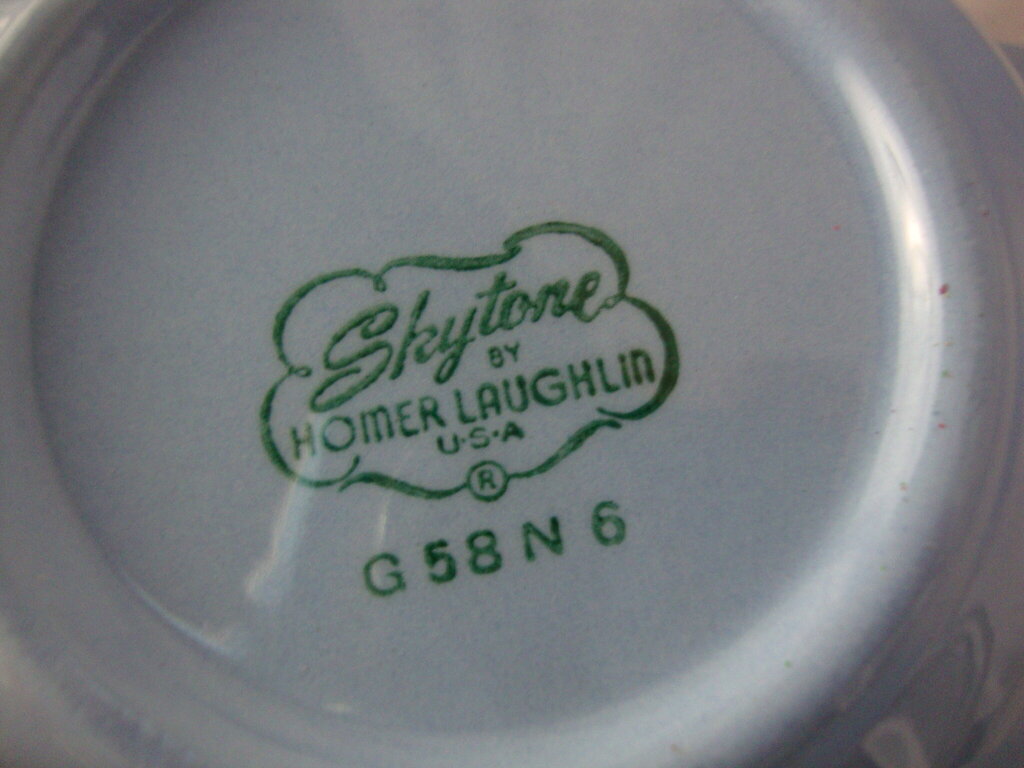 Skytone
BY
HOMER LAUGHLIN
U·S·A
®
G 58 N 6